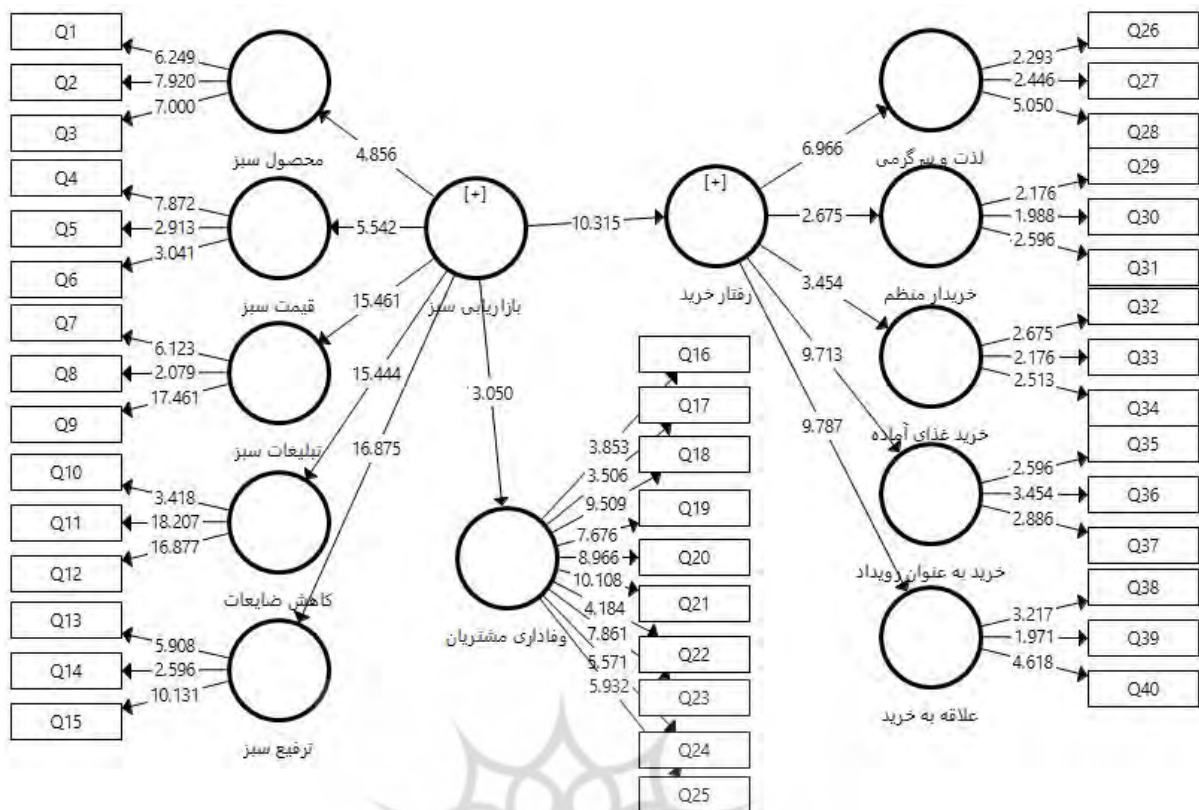 Q1
Q2
Q3
6.249
7.920
7.000
محصول سبز
4.856
Q4
Q5
Q6
7.872
2.913
3.041
قیمت سبز
5.542
Q7
Q8
Q9
6.123
2.079
17.461
تبلیغات سبز
15.461
Q10
Q11
Q12
3.418
18.207
16.877
کاهش ضایعات
15.444
Q13
Q14
Q15
5.908
2.596
10.131
ترفیع سبز
16.875
[+]
بازاریابی سبز
10.315
3.050
وفاداری مشتریان
3.853
3.506
9.509
7.676
8.966
10.108
4.184
7.861
5.571
5.932
Q16
Q17
Q18
Q19
Q20
Q21
Q22
Q23
Q24
Q25
[+]
رفتار خرید
6.966
2.675
3.454
9.713
9.787
لذت و سرگرمی
2.293
2.446
5.050
Q26
Q27
Q28
خریدار منظم
2.176
1.988
2.596
Q29
Q30
Q31
خرید غذای آماده
2.675
2.176
2.513
Q32
Q33
Q34
خرید به عنوان رویداد
2.596
3.454
2.886
Q35
Q36
Q37
علاقه به خرید
3.217
1.971
4.618
Q38
Q39
Q40